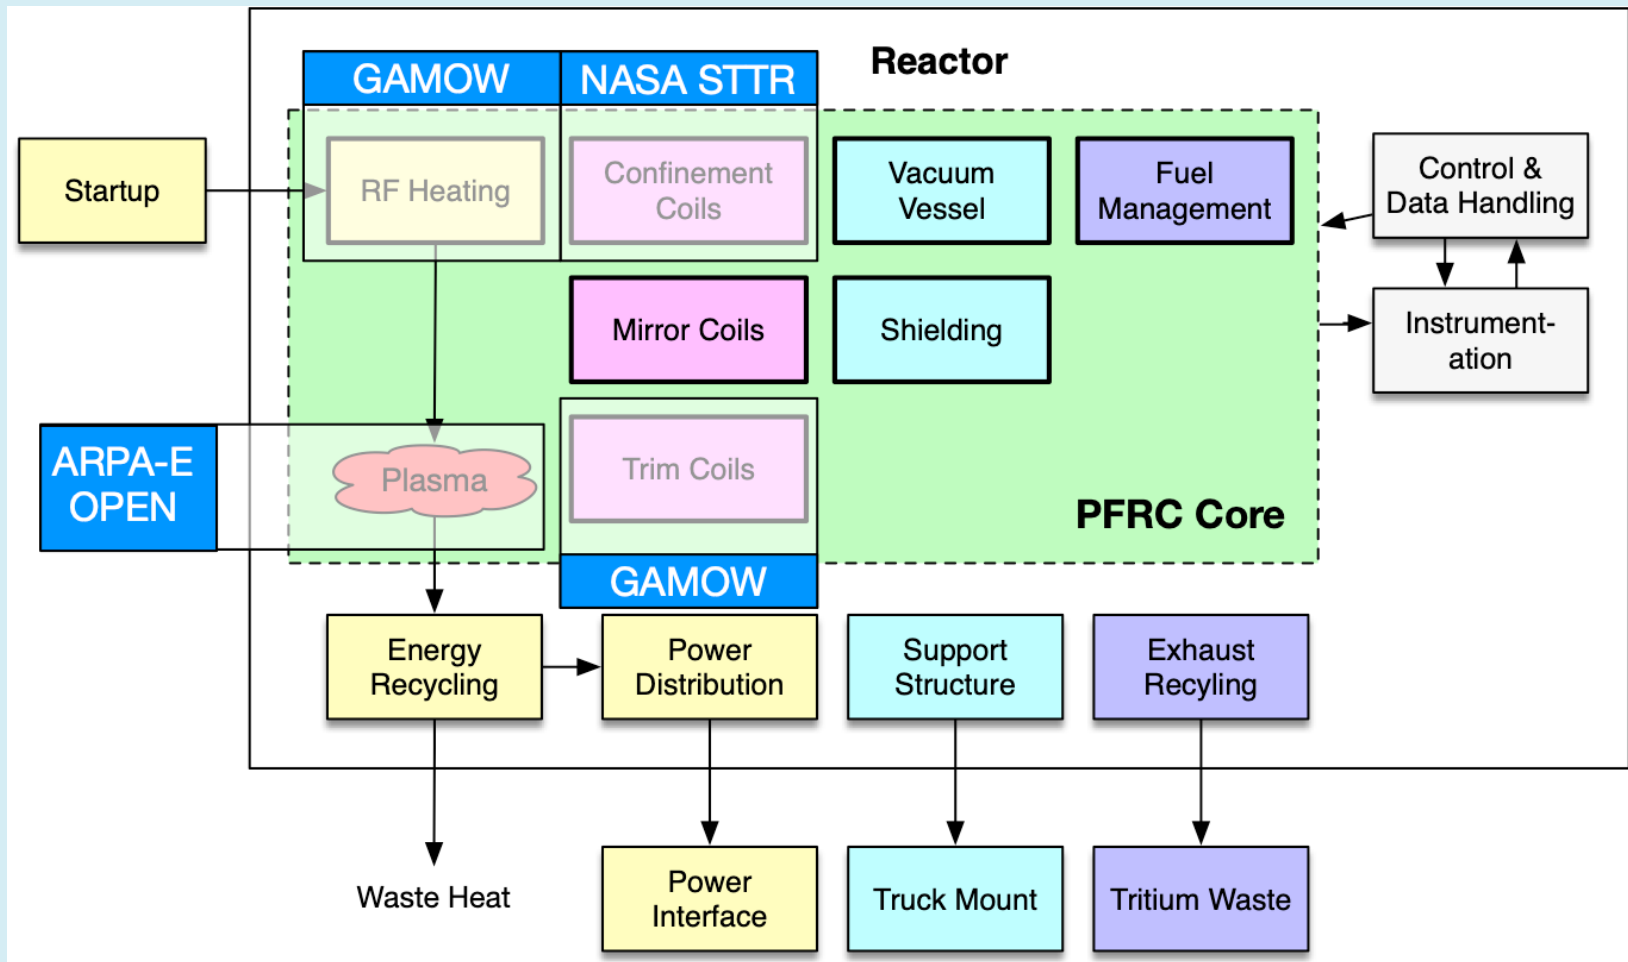 Reactor
GAMOW
NASA STTR
Startup
RF Heating
Confinement
Coils
Vacuum
Vessel
Fuel
Management
Control &
Data Handling
Mirror Coils
Shielding
Instrument-
ation
ARPA-E
OPEN
Plasma
Trim Coils
PFRC Core
GAMOW
Energy
Recycling
Power
Distribution
Support
Structure
Exhaust
Recyling
Waste Heat
Power
Interface
Truck Mount
Tritium Waste